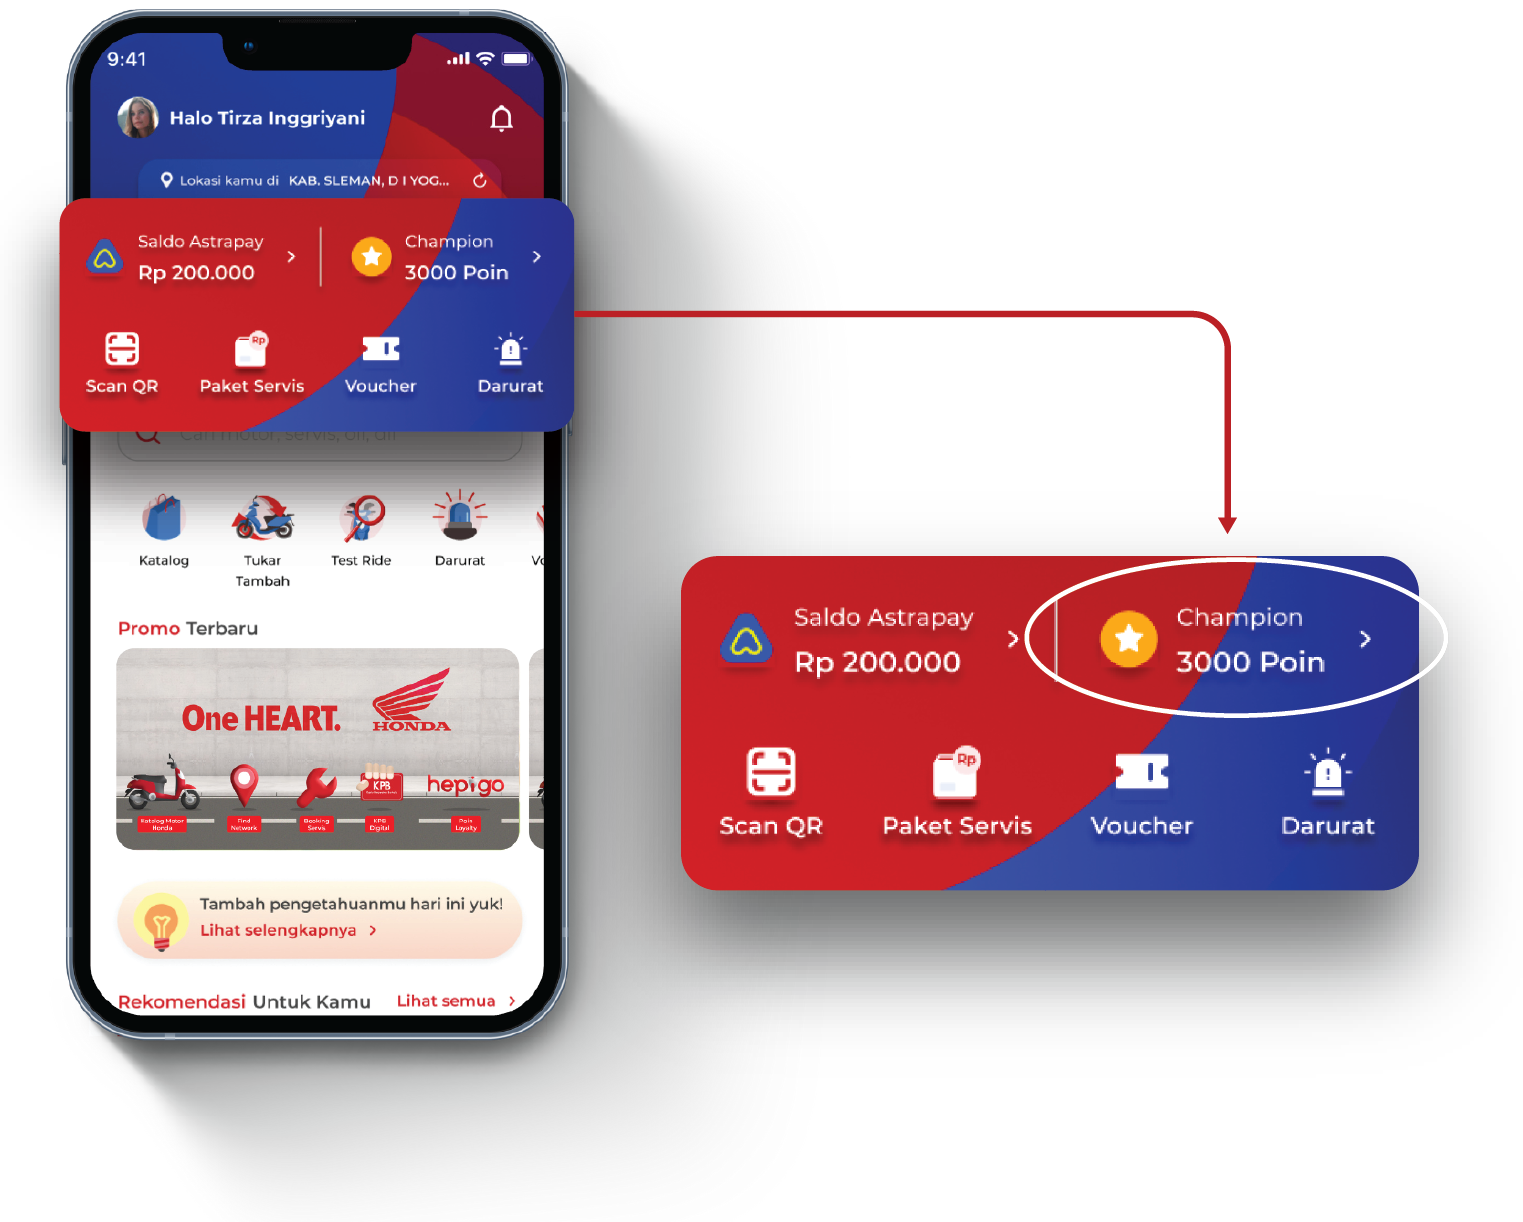 9:41
Halo Tirza Inggriyani
Lokasi kamu di KAB. SLEMAN, D I YOG...
Saldo Astrapay
Rp 200.000
Champion
3000 Poin
Rp
Scan QR
Paket Servis
Voucher
Darurat
Cari motor, servis, oli, dll
Katalog
Tukar
Tambah
Test Ride
Darurat
Vo
Promo Terbaru
One HEART.
HONDA
KPB
hepigo
Katalog Motor
Honda
Find
Network
Booking
Servis
KPB
Digital
Poin
Loyalty
Tambah pengetahuanmu hari ini yuk!
Lihat selengkapnya
Rekomendasi Untuk Kamu
Lihat semua
Saldo Astrapay
Rp 200.000
Champion
3000 Poin
Rp
Scan QR
Paket Servis
Voucher
Darurat